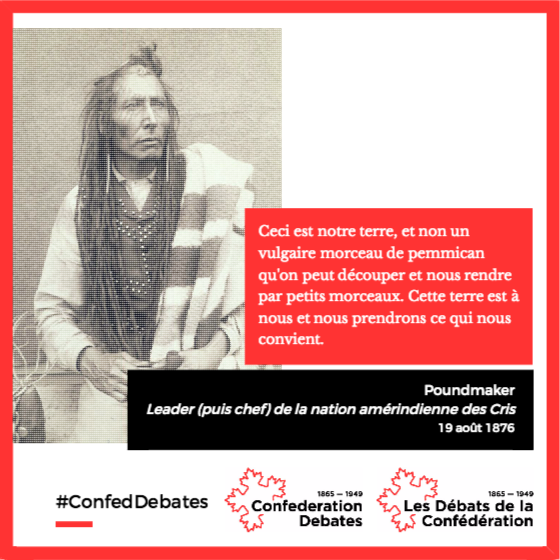 Ceci est notre terre, et non un
vulgaire morceau de pemmican
qu'on peut découper et nous rendre
par petits morceaux. Cette terre est à
nous et nous prendrons ce qui nous
convient.
Poundmaker
Leader (puis chef) de la nation amérindienne des Cris
19 août 1876
#ConfedDebates
1865 — 1949
Confederation
Debates
1865 — 1949
Les Débats de la
Confédération